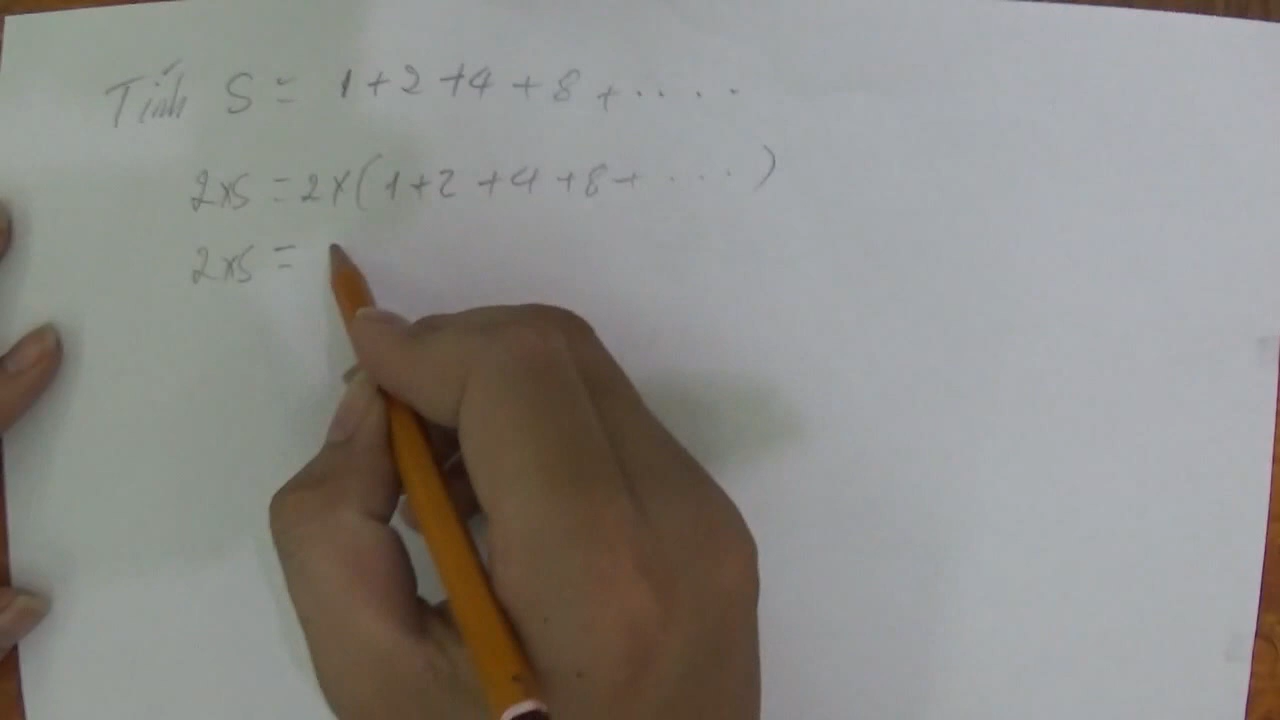 Tính S = 1 + 2 + 4 + 8 + ....
2xS = 2x(1 + 2 + 4 + 8 + ....)
2xS =